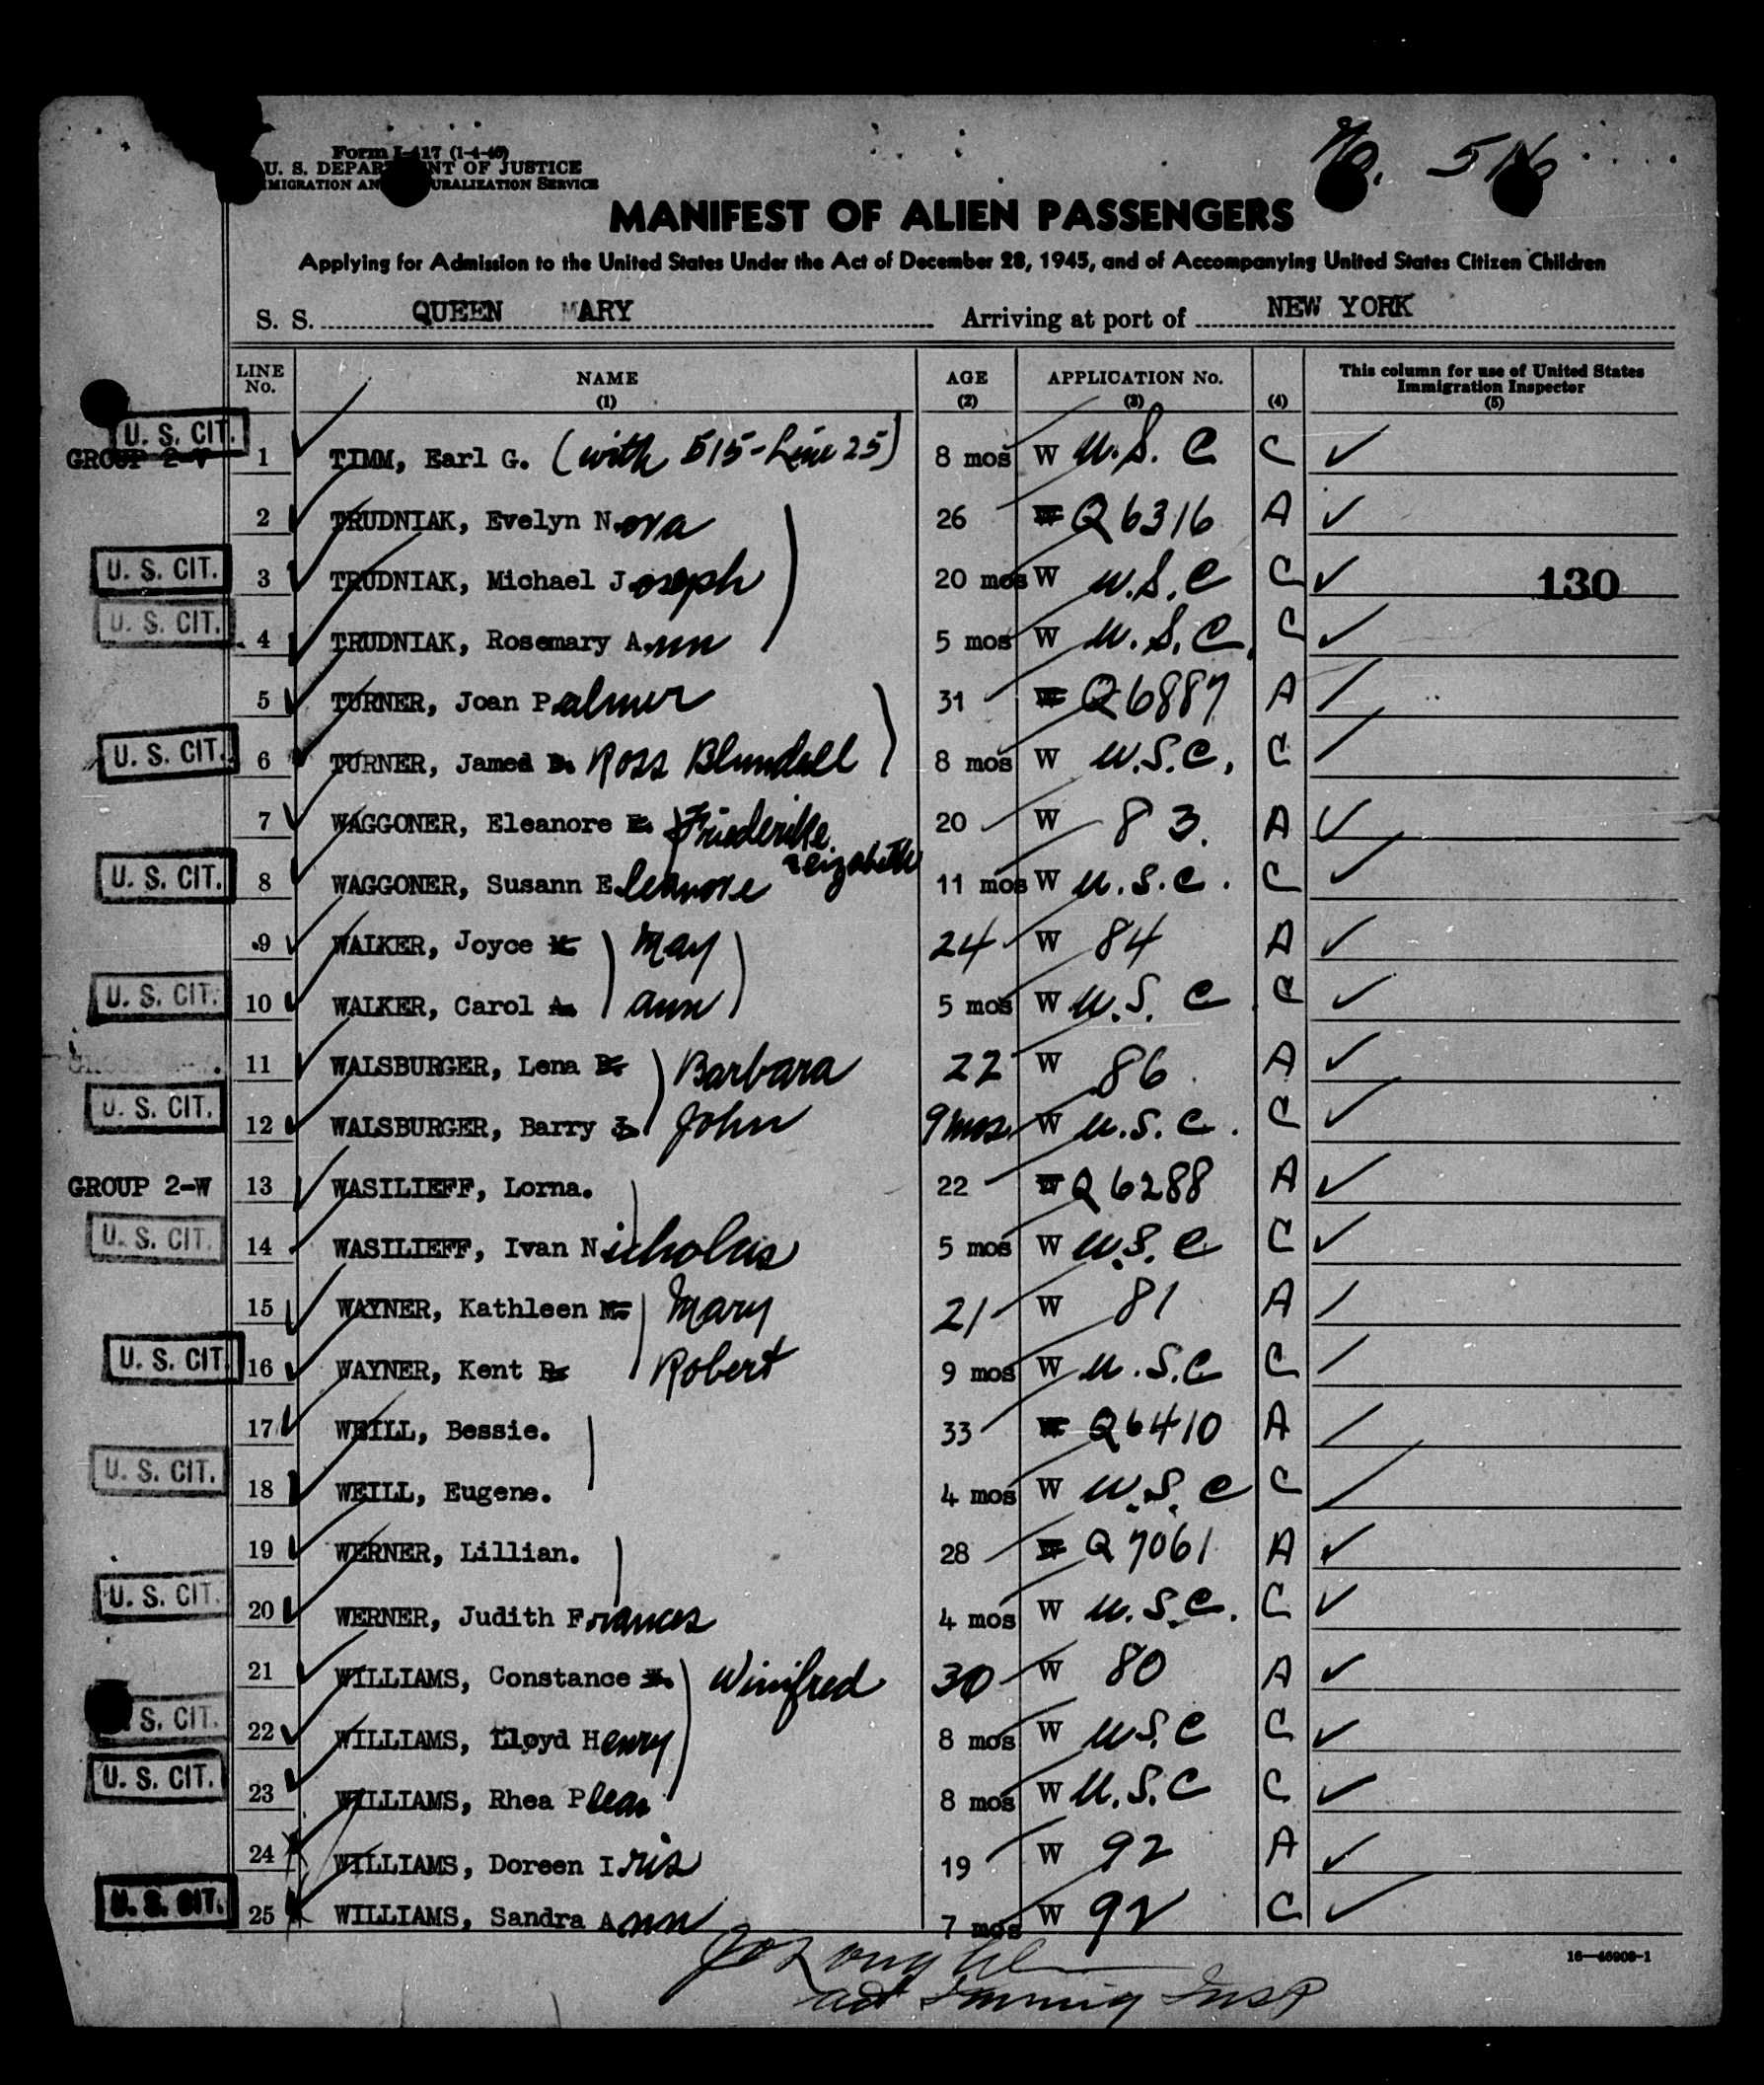 Form I-417 (1-4-46)
U. S. DEPARTMENT OF JUSTICE
IMMIGRATION AND NATURALIZATION SERVICE
No. 516
MANIFEST OF ALIEN PASSENGERS
Applying for Admission to the United States Under the Act of December 28, 1945, and of Accompanying United States Citizen Children
S. S. QUEEN MARY Arriving at port of NEW YORK
LINE No. NAME (1) AGE (2) APPLICATION No. (3) (4) This column for use of United States Immigration Inspector (5)
U. S. CIT. GROUP 2-V 1 TIMM, Earl G. (with 515-Line 25) 8 mos W U.S. C C ✓
2 TRUDNIAK, Evelyn Nora 26 W Q 6316 A ✓
U. S. CIT. 3 TRUDNIAK, Michael Joseph 20 mos W U.S.C C ✓ 130
U. S. CIT. 4 TRUDNIAK, Rosemary Ann 5 mos W U.S.C. C ✓
5 TURNER, Joan Palmer 31 W Q6887 A /
U. S. CIT. 6 TURNER, James D. Ross Blundell 8 mos W U.S.C. C /
7 WAGGONER, Eleanore E. Friederike 20 W 83. A ✓
Elizabeth
U. S. CIT. 8 WAGGONER, Susann Eleanore 11 mos W U.S.C. C ✓
9 WALKER, Joyce M. May 24 W 84 A ✓
U. S. CIT. 10 WALKER, Carol A. Ann 5 mos W U.S. C C ✓
11 WALSBURGER, Lena B. Barbara 22 W 86 A ✓
U. S. CIT. 12 WALSBURGER, Barry J. John 9 mos. W U.S.C. C ✓
GROUP 2-W 13 WASILIEFF, Lorna. 22 W Q 6288 A ✓
U. S. CIT. 14 WASILIEFF, Ivan Nicholas 5 mos W U.S.C C ✓
15 WAYNER, Kathleen M. Mary 21 W 81 A /
U. S. CIT. 16 WAYNER, Kent R. Robert 9 mos W U.S.C C /
17 WEILL, Bessie. 33 W Q6410 A /
U. S. CIT. 18 WEILL, Eugene. 4 mos W U.S.C C /
19 WERNER, Lillian. 28 W Q 7061 A ✓
U. S. CIT. 20 WERNER, Judith Frances 4 mos W U.S.C. C ✓
21 WILLIAMS, Constance W. Winifred 30 W 80 A ✓
S. CIT. 22 WILLIAMS, Lloyd Henry 8 mos W U.S.C C ✓
U. S. CIT. 23 WILLIAMS, Rhea 8 mos W U.S.C C ✓
24 WILLIAMS, Doreen Iris 19 W 92 A ✓
U. S. CIT. 25 WILLIAMS, Sandra Ann 7 mos W 92 C ✓
16—46908-1
Act Immig Insp